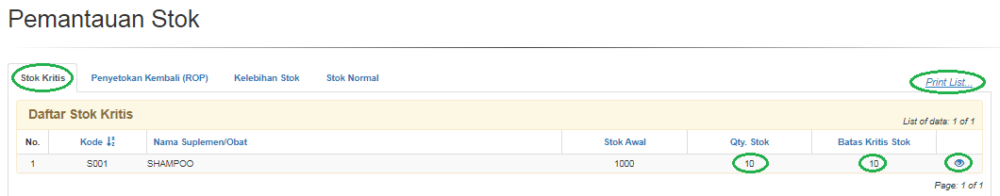 Pemantauan Stok
Stok Kritis Penyetokan Kembali (ROP) Kelebihan Stok Stok Normal Print List...
Daftar Stok Kritis
List of data: 1 of 1
No. Kode Nama Suplemen/Obat Stok Awal Qty. Stok Batas Kritis Stok
1 S001 SHAMPOO 1000 10 10
Page: 1 of 1